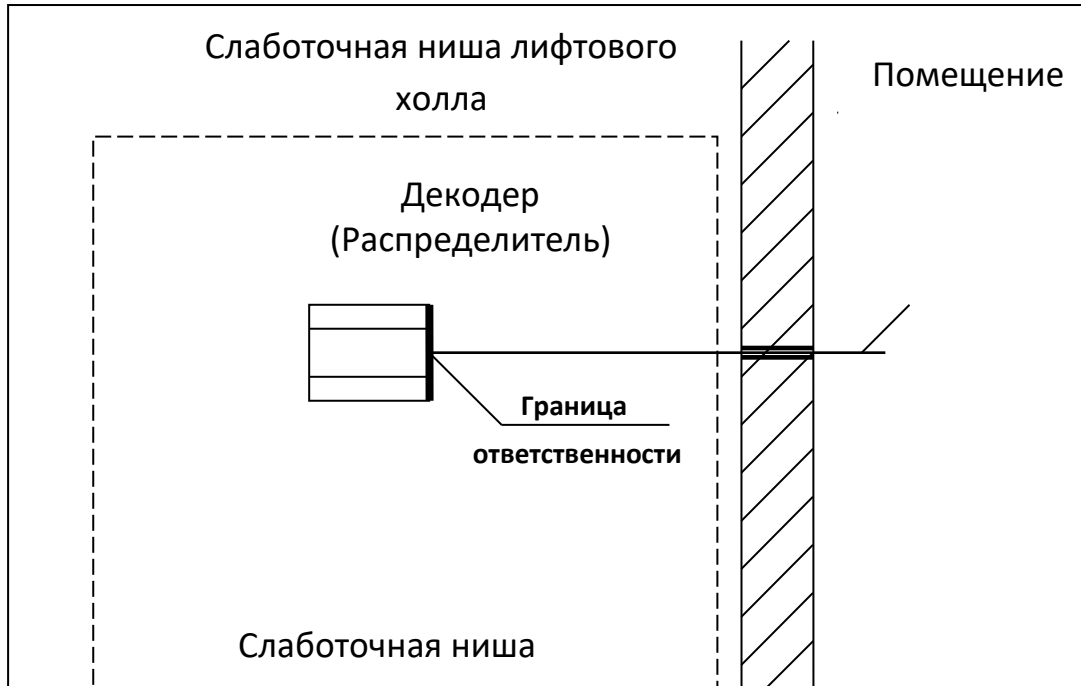 Слаботочная ниша лифтового
холла
Помещение
Декодер
(Распределитель)
Граница
ответственности
Слаботочная ниша